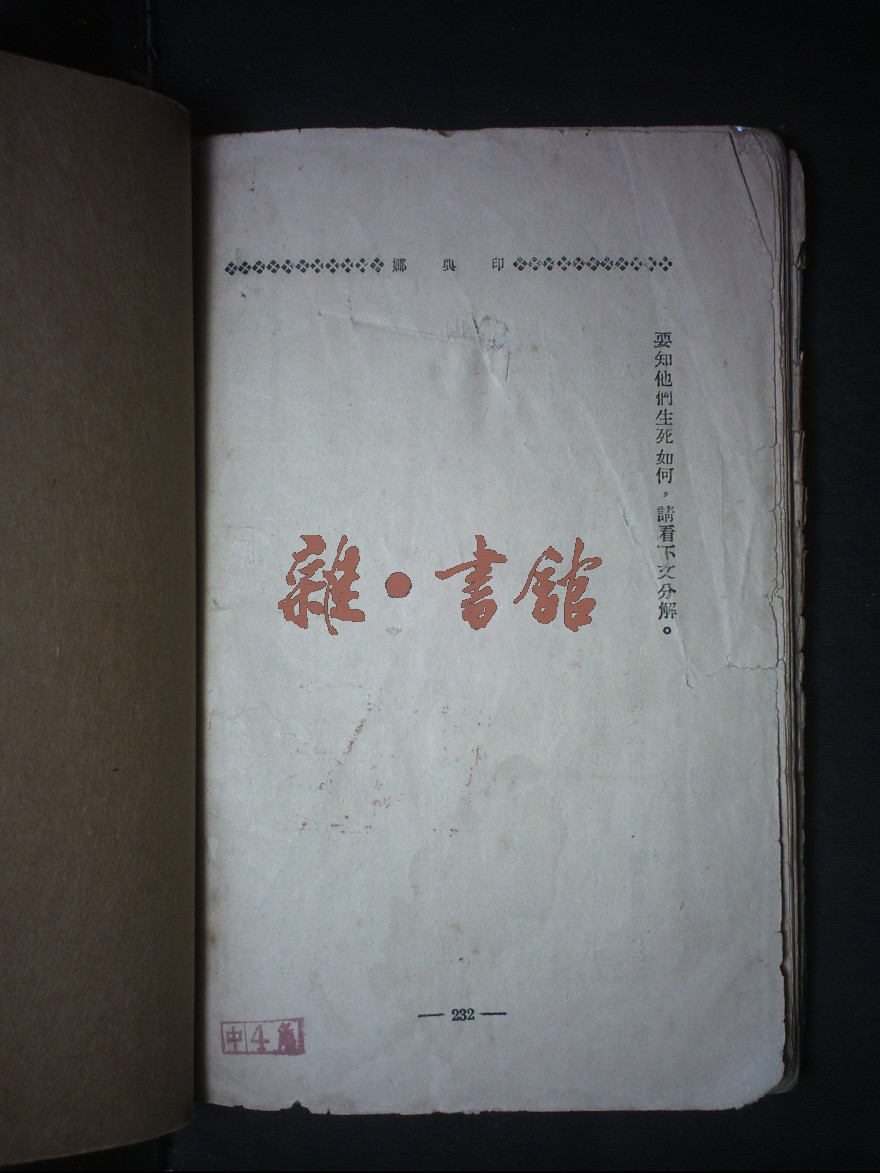 印典娜
要知他們生死如何，請看下文分解。
雜•書館
— 232 —
中4角